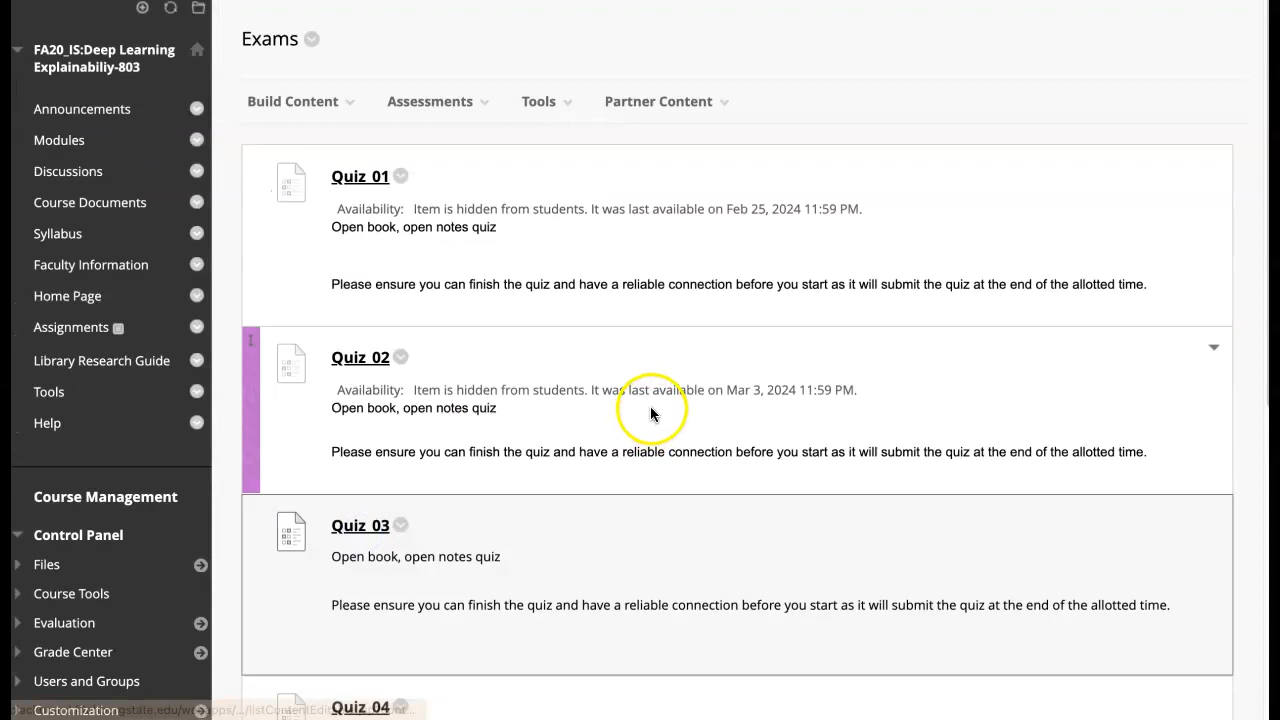 FA20_IS:Deep Learning
Explainabiliy-803
Announcements
Modules
Discussions
Course Documents
Syllabus
Faculty Information
Home Page
Assignments
Library Research Guide
Tools
Help
Course Management
Control Panel
Files
Course Tools
Evaluation
Grade Center
Users and Groups
Customization
Exams
Build Content
Assessments
Tools
Partner Content
Quiz 01
Availability: Item is hidden from students. It was last available on Feb 25, 2024 11:59 PM.
Open book, open notes quiz
Please ensure you can finish the quiz and have a reliable connection before you start as it will submit the quiz at the end of the allotted time.
Quiz 02
Availability: Item is hidden from students. It was last available on Mar 3, 2024 11:59 PM.
Open book, open notes quiz
Please ensure you can finish the quiz and have a reliable connection before you start as it will submit the quiz at the end of the allotted time.
Quiz 03
Open book, open notes quiz
Please ensure you can finish the quiz and have a reliable connection before you start as it will submit the quiz at the end of the allotted time.
Quiz 04